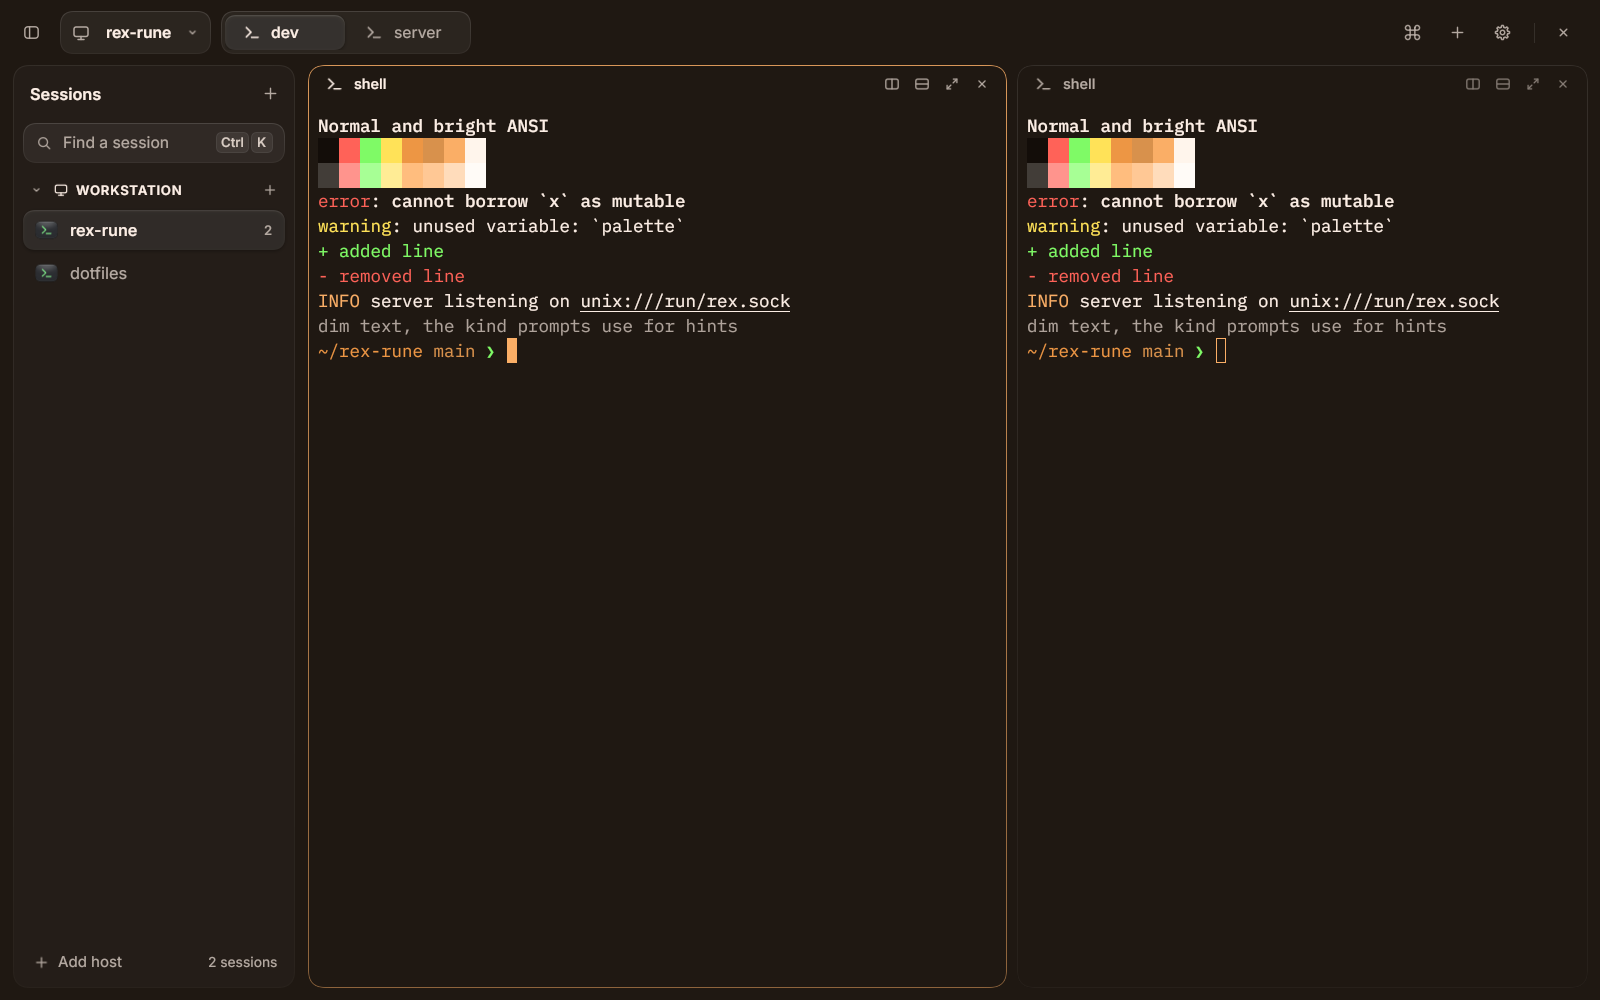 rex-rune
dev
server
Sessions
Find a session
Ctrl K
WORKSTATION
rex-rune 2
dotfiles
Add host
2 sessions
shell
Normal and bright ANSI
error: cannot borrow `x` as mutable
warning: unused variable: `palette`
+ added line
- removed line
INFO server listening on unix:///run/rex.sock
dim text, the kind prompts use for hints
~/rex-rune main ❯
shell
Normal and bright ANSI
error: cannot borrow `x` as mutable
warning: unused variable: `palette`
+ added line
- removed line
INFO server listening on unix:///run/rex.sock
dim text, the kind prompts use for hints
~/rex-rune main ❯